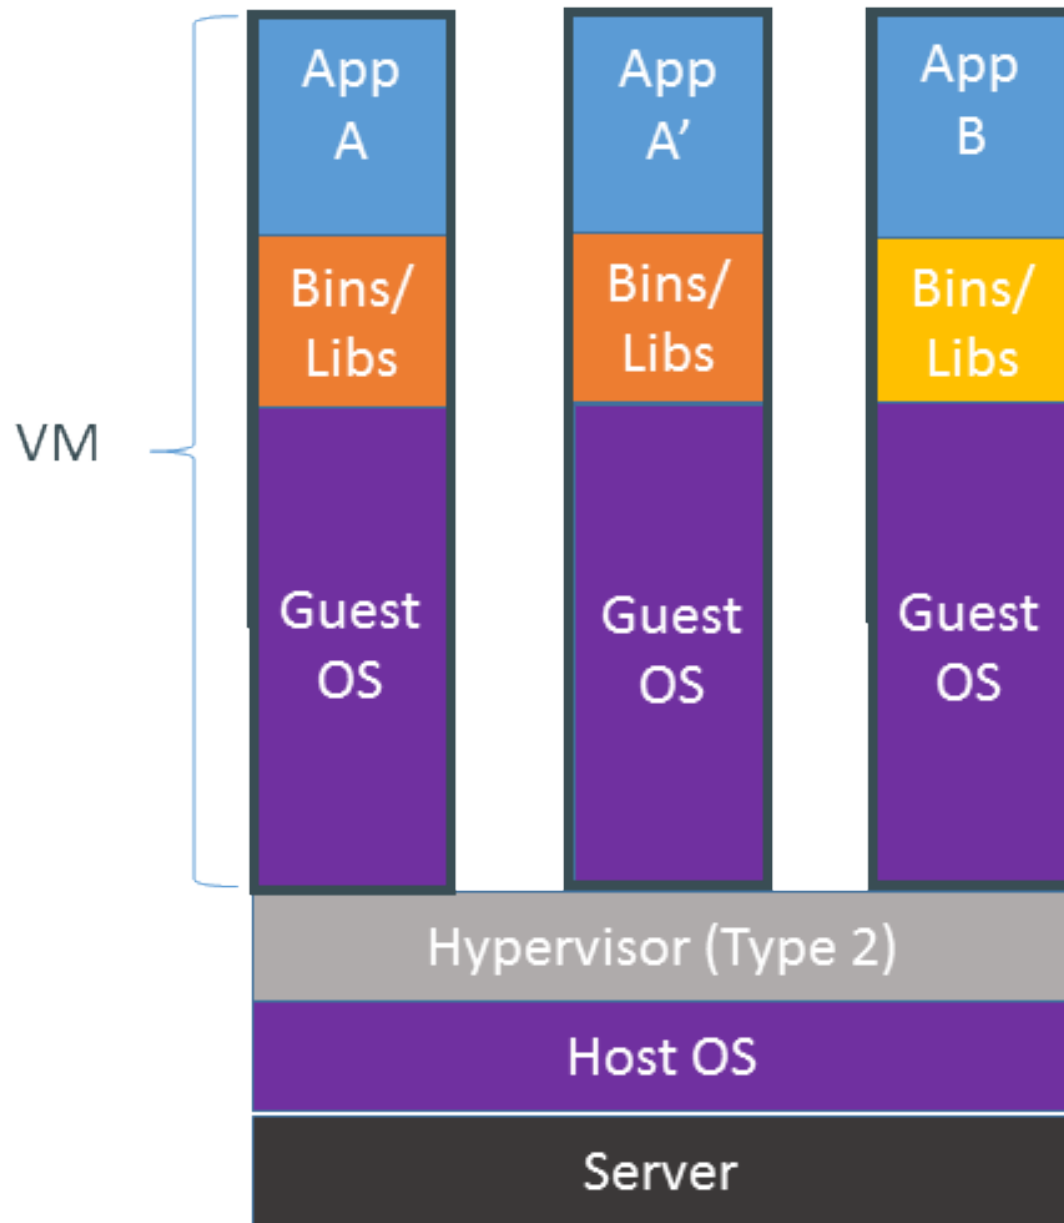 App
A
App
A’
App
B
Bins/
Libs
Bins/
Libs
Bins/
Libs
VM
Guest
OS
Guest
OS
Guest
OS
Hypervisor (Type 2)
Host OS
Server